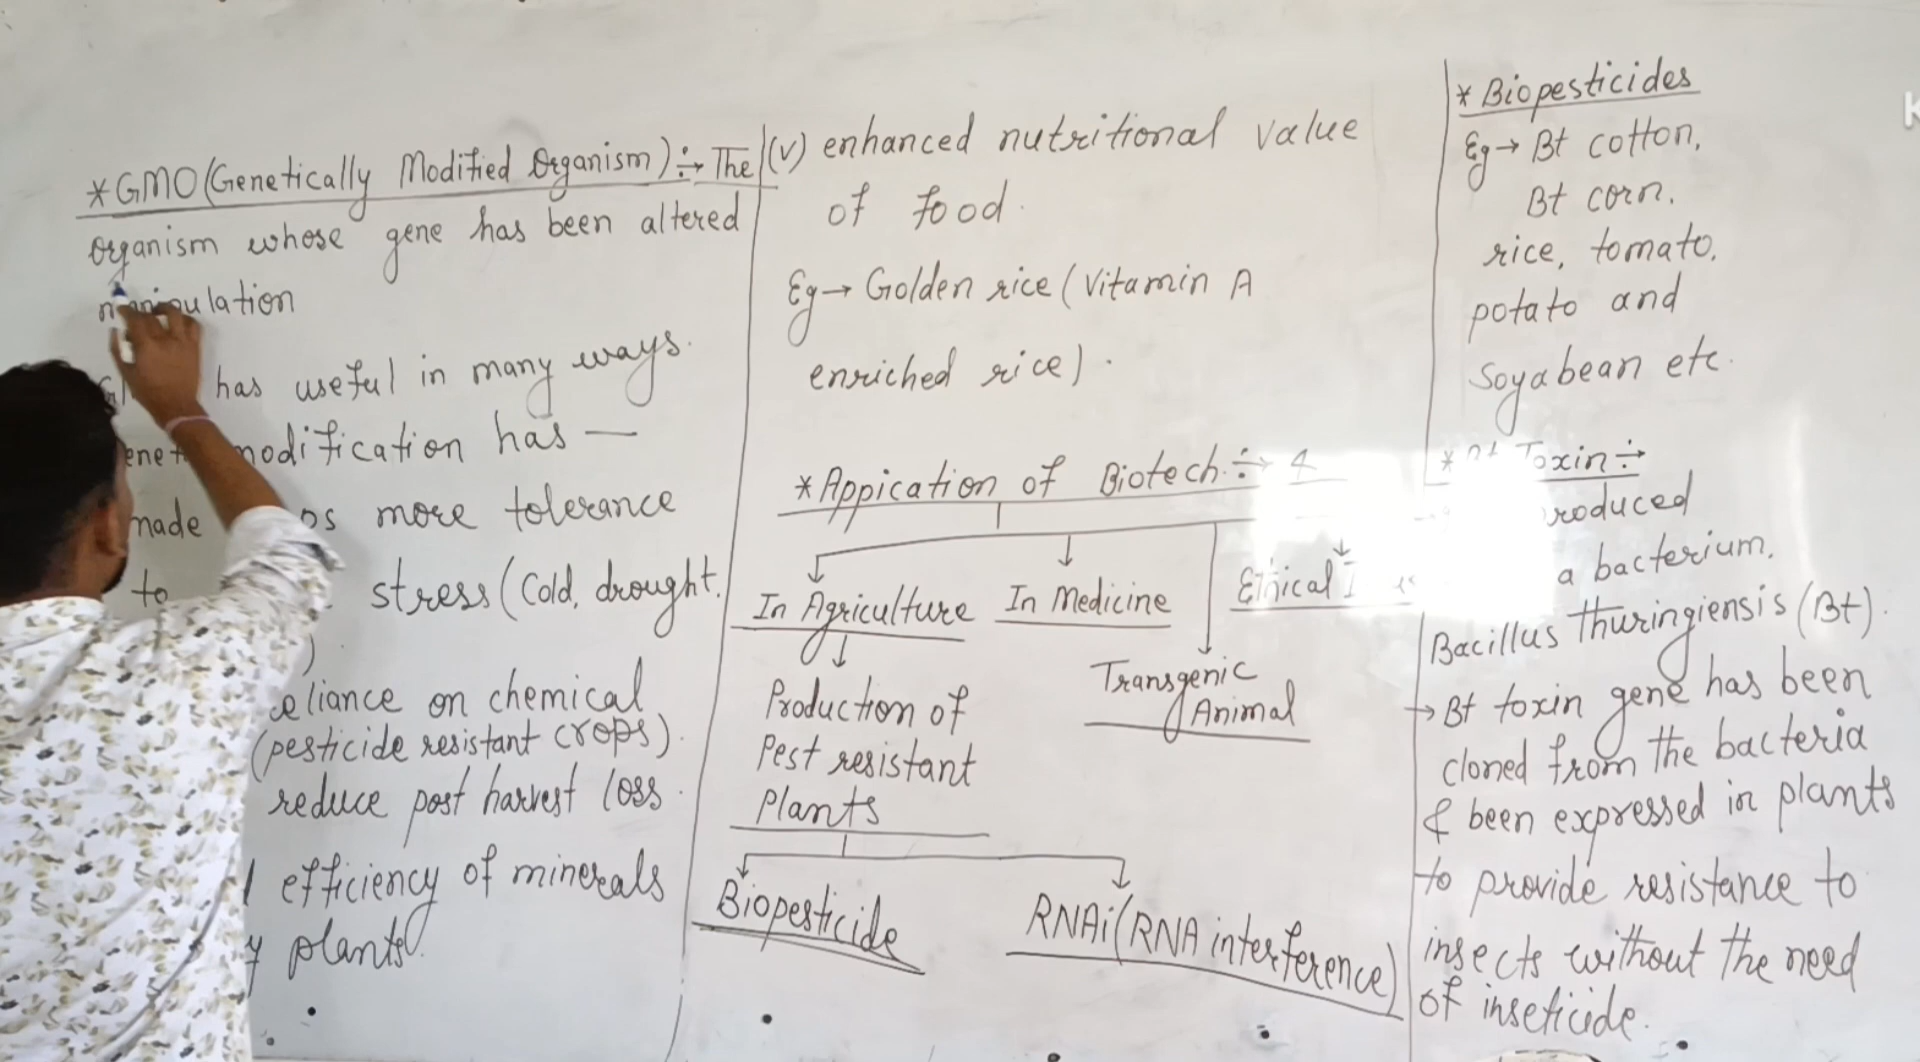 *GMO(Genetically Modified Organism):→ The
Organism whose gene has been altered
manipulation
has useful in many ways.
modification has —
made more tolerance
to stress (Cold, drought,
)
eliance on chemical
(pesticide resistant crops).
reduce post harvest loss.
efficiency of minerals
y plants.
(v) enhanced nutritional value
of food.
Eg→ Golden rice (Vitamin A
enriched rice).
*Appication of Biotech.:→ 4
In Agriculture In Medicine Ethical
Transgenic
Animal
Production of
Pest resistant
Plants
Biopesticide RNAi(RNA interference)
*Biopesticides
Eg→ Bt cotton,
Bt corn,
rice, tomato,
potato and
Soyabean etc.
* Toxin:→
roduced
a bacterium,
Bacillus thuringiensis (Bt).
→ Bt toxin gene has been
cloned from the bacteria
& been expressed in plants
to provide resistance to
insects without the need
of inseticide.
K